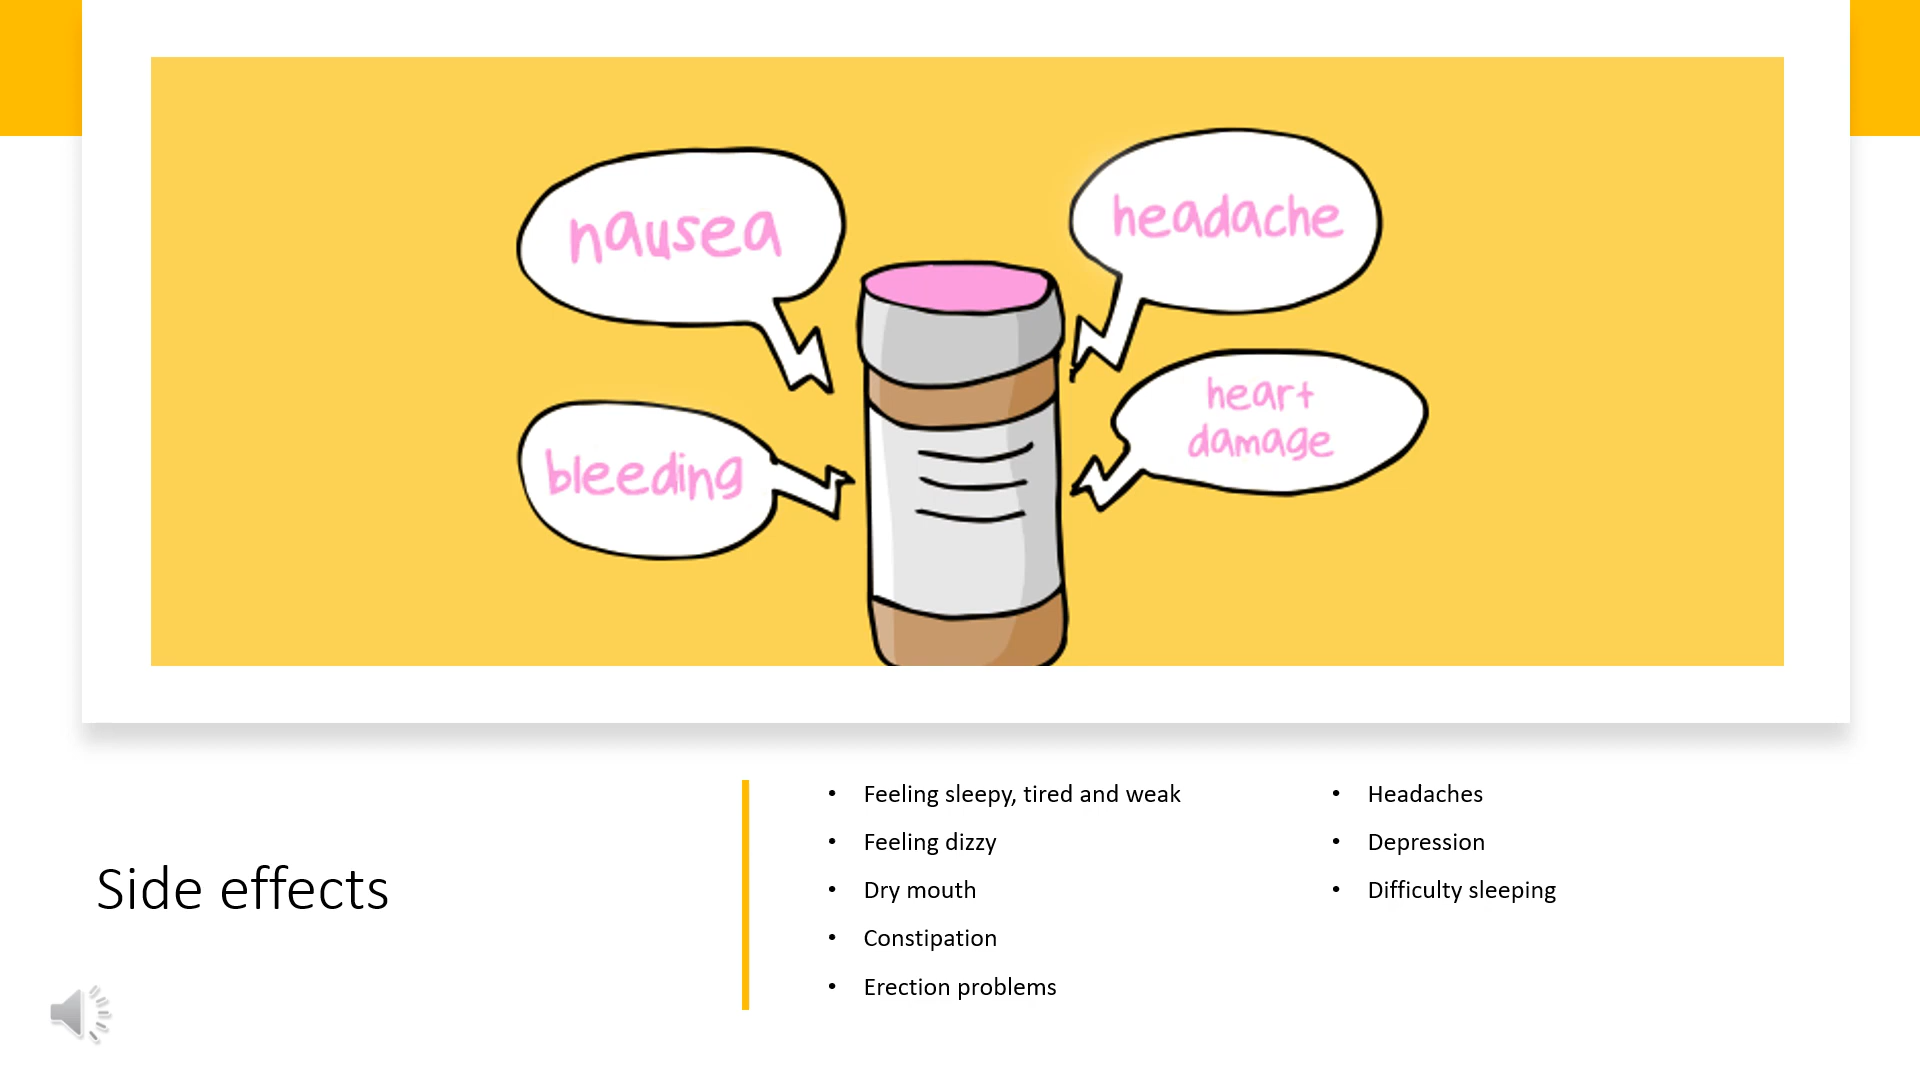 nausea
headache
bleeding
heart
damage
Side effects
Feeling sleepy, tired and weak
Feeling dizzy
Dry mouth
Constipation
Erection problems
Headaches
Depression
Difficulty sleeping